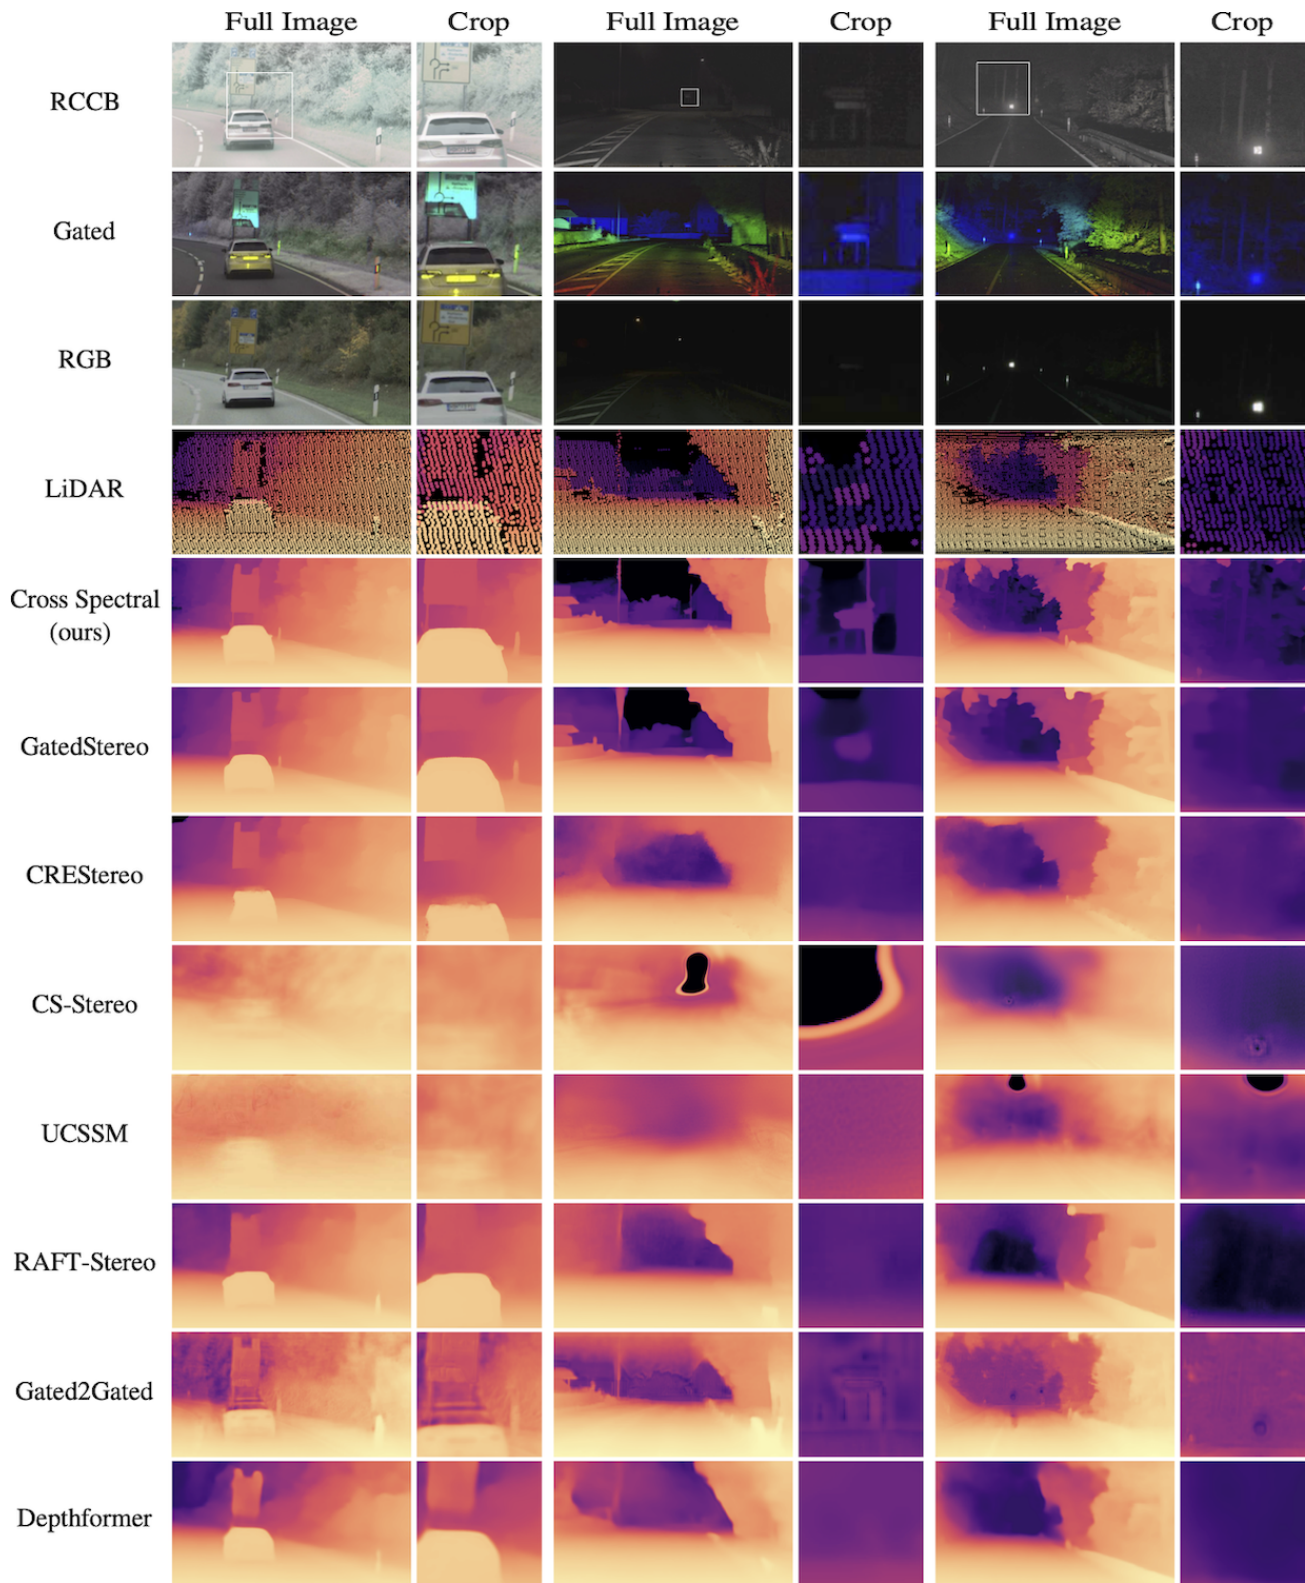 Full Image Crop Full Image Crop Full Image Crop
RCCB
Gated
RGB
LiDAR
Cross Spectral
(ours)
GatedStereo
CREStereo
CS-Stereo
UCSSM
RAFT-Stereo
Gated2Gated
Depthformer